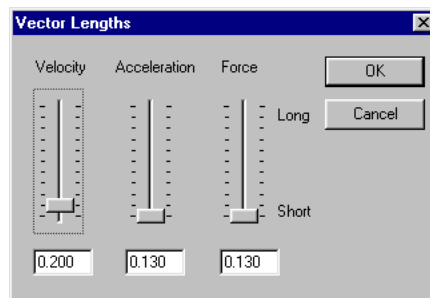 Vector Lengths
Velocity Acceleration Force
OK
Long Cancel
Short
0.200 0.130 0.130